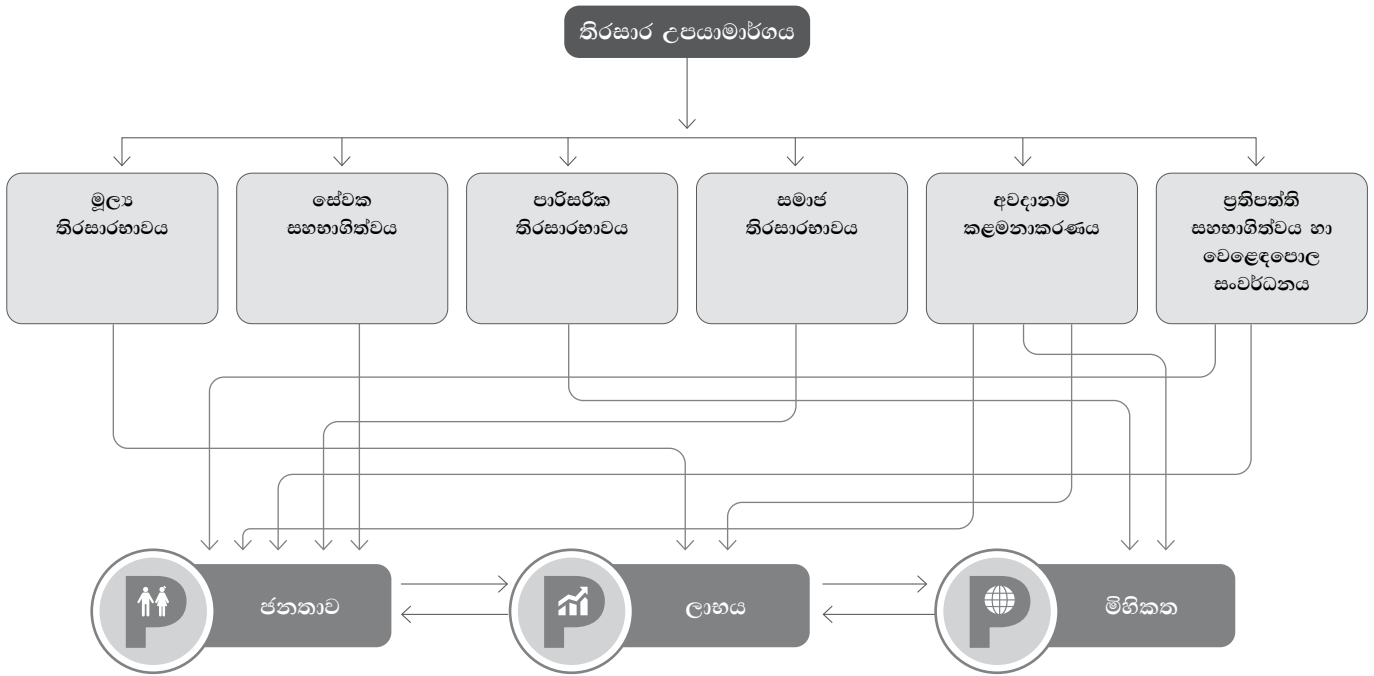 තිරසාර උපයාමාර්ගය
මූල්‍ය
තිරසාරභාවය
සේවක
සහභාගිත්වය
පාරිසරික
තිරසාරභාවය
සමාජ
තිරසාරභාවය
අවදානම්
කළමනාකරණය
ප්‍රතිපත්ති
සහභාගිත්වය හා
වෙළෙඳපොල
සංවර්ධනය
P
ජනතාව
P
ලාභය
P
මිහිකත